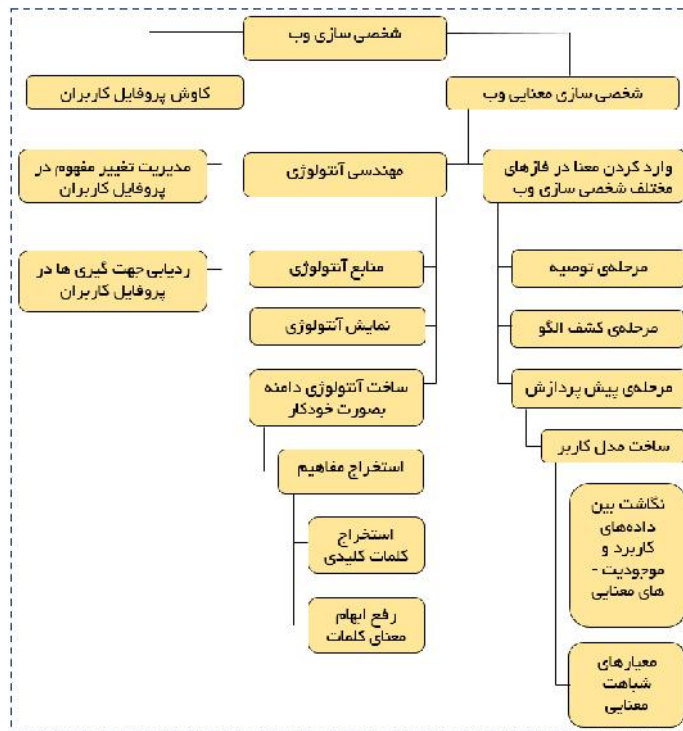 شخصی سازی وب
شخصی سازی معنایی وب
کاوش پروفایل کاربران
وارد کردن معنا در فازهای
مختلف شخصی سازی وب
مهندسی آنتولوژی
مدیریت تغییر مفهوم در
پروفایل کاربران
مرحله‌ی توصیه
منابع آنتولوژی
ردیابی جهت گیری ها در
پروفایل کاربران
مرحله‌ی کشف الگو
نمایش آنتولوژی
مرحله‌ی پیش پردازش
ساخت آنتولوژی دامنه
بصورت خودکار
ساخت مدل کاربر
استخراج مفاهیم
نگاشت بین
داده‌های
کاربرد و
موجودیت -
های معنایی
استخراج
کلمات کلیدی
رفع ابهام
معنای کلمات
معیارهای
شباهت
معنایی